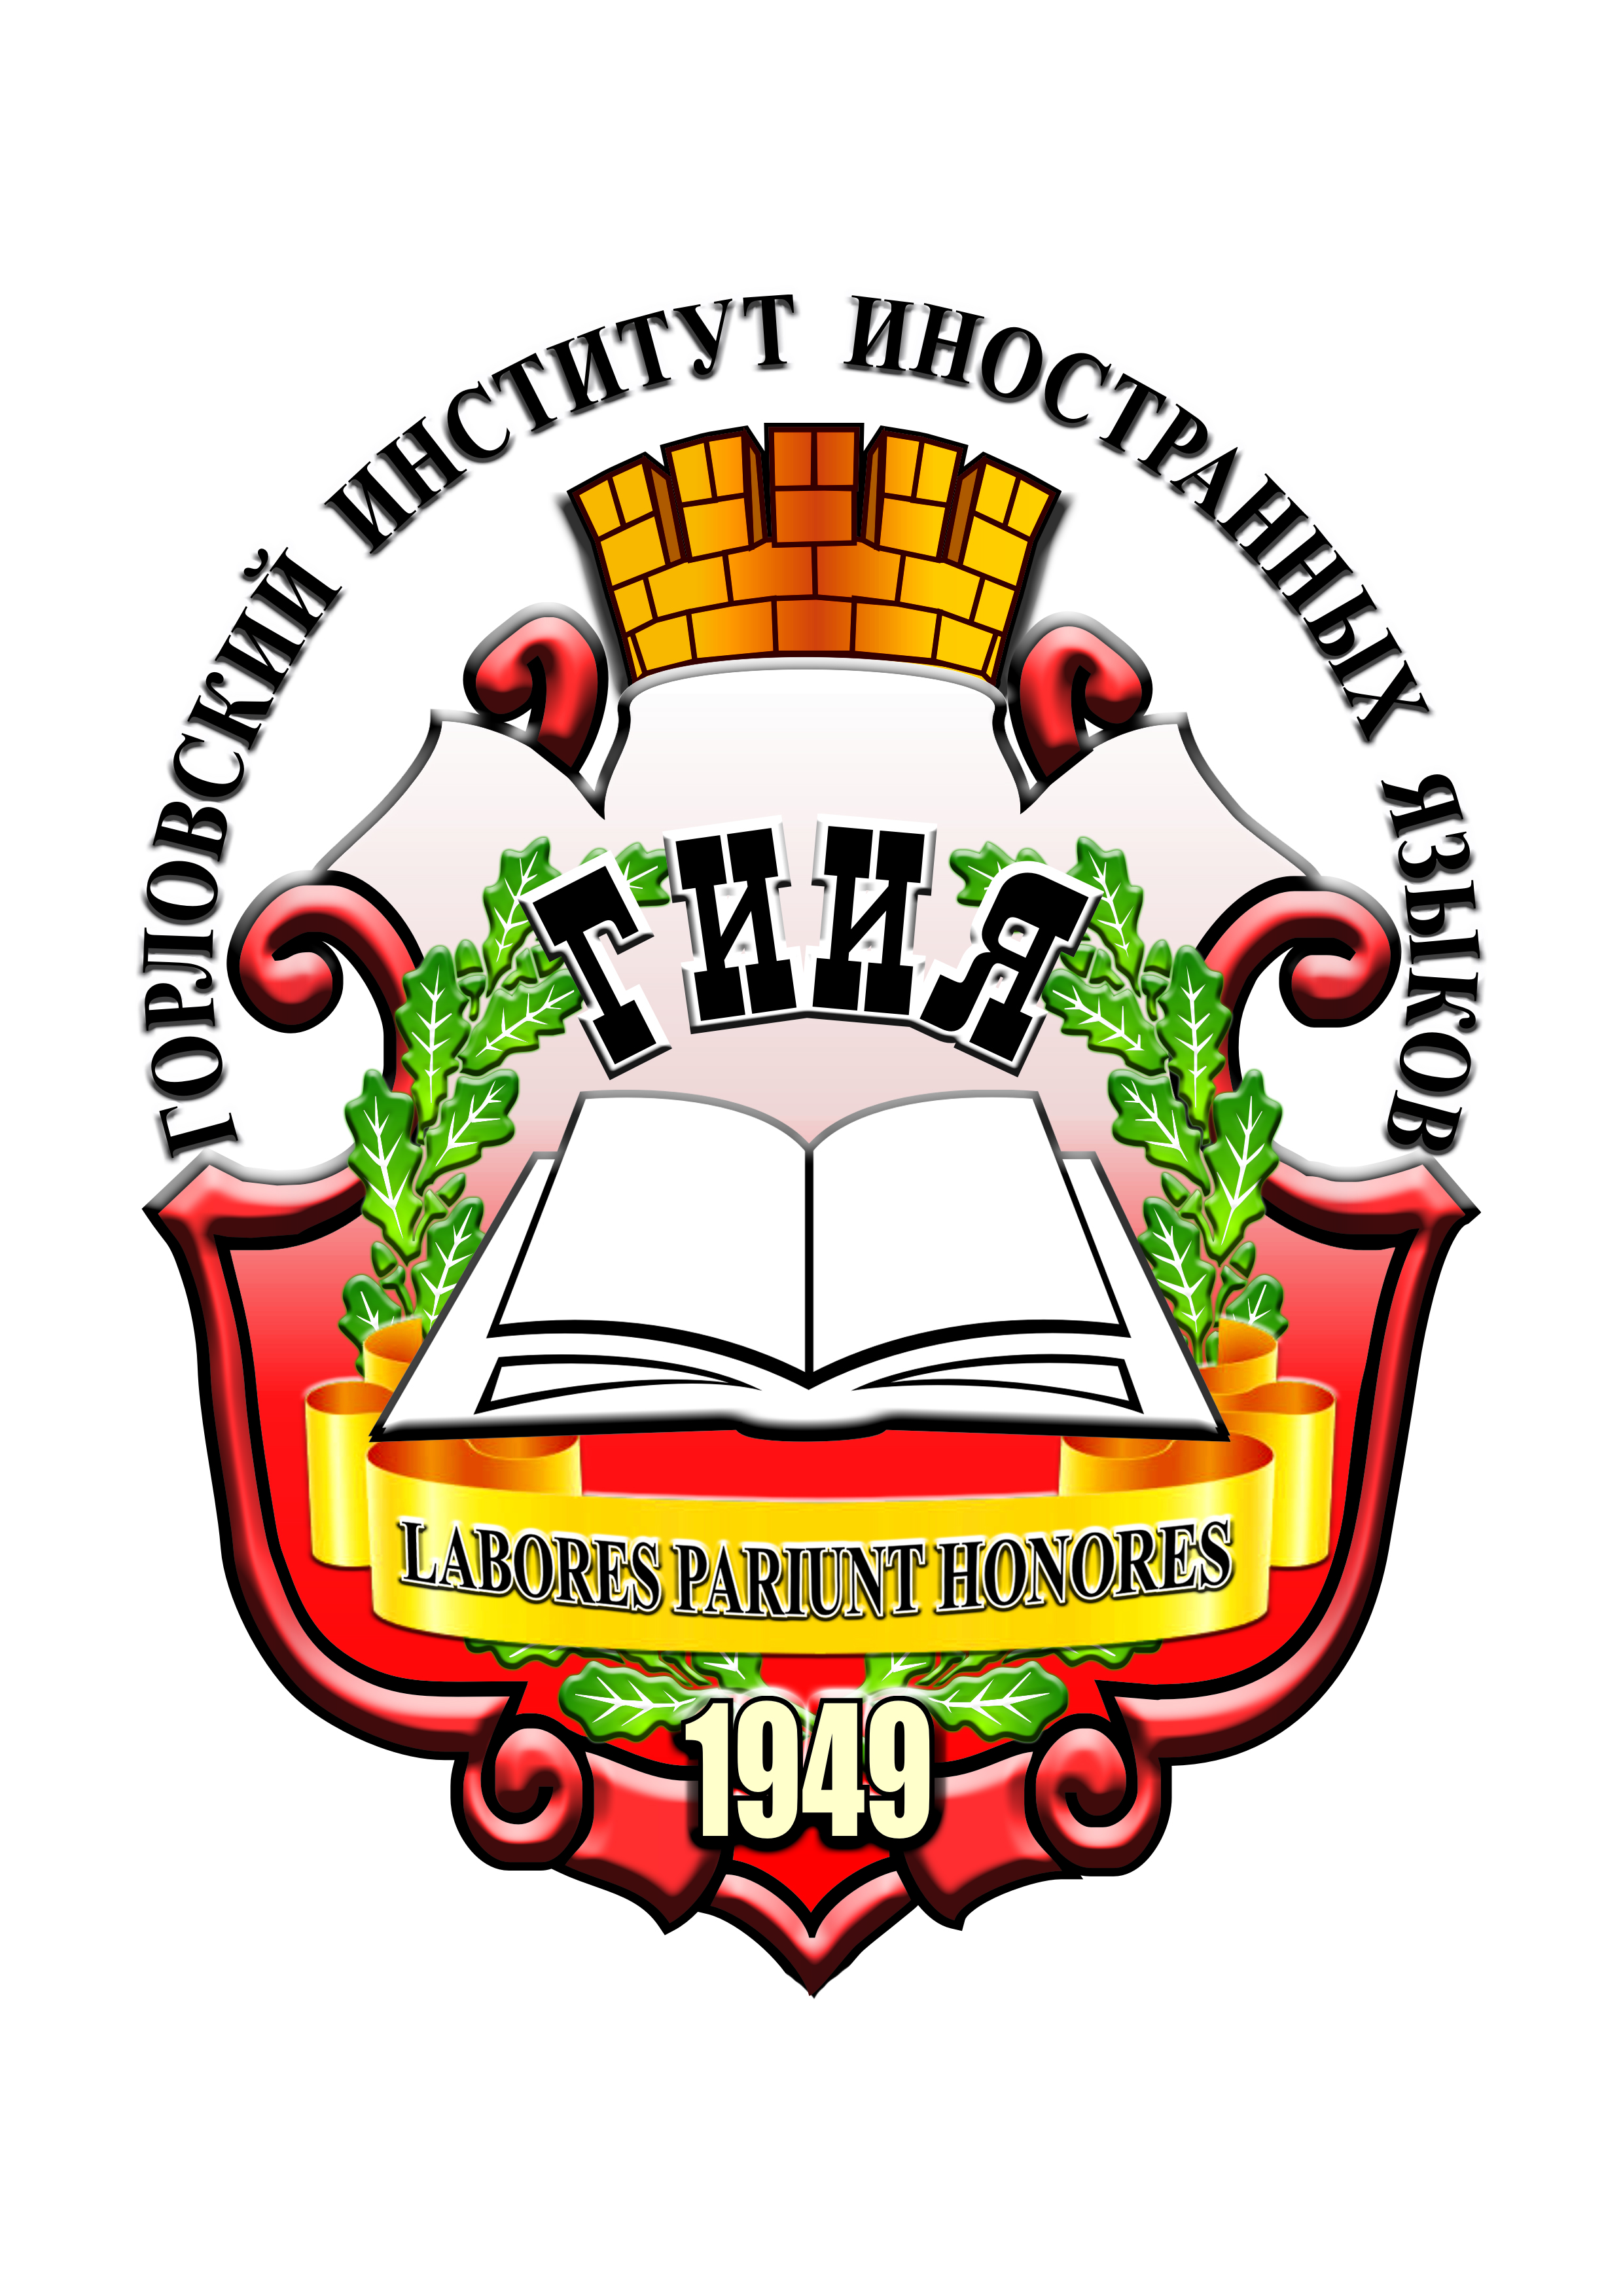 ГОРЛОВСКИЙ ИНСТИТУТ ИНОСТРАННЫХ ЯЗЫКОВ
ГИИЯ
LABORES PARIUNT HONORES
1949